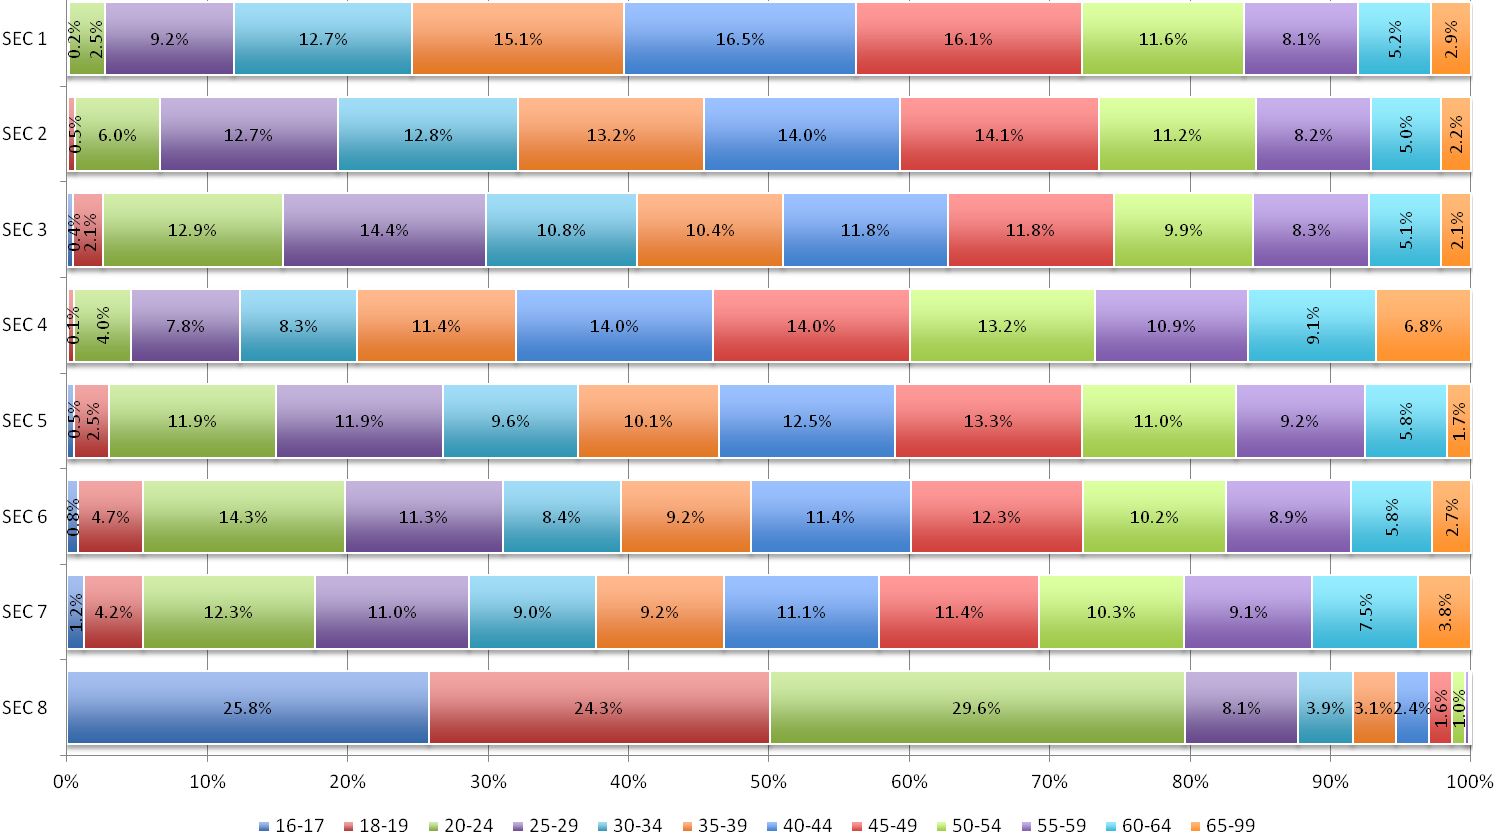 SEC 1 0.2% 2.5% 9.2% 12.7% 15.1% 16.5% 16.1% 11.6% 8.1% 5.2% 2.9%
SEC 2 0.5% 6.0% 12.7% 12.8% 13.2% 14.0% 14.1% 11.2% 8.2% 5.0% 2.2%
SEC 3 0.4% 2.1% 12.9% 14.4% 10.8% 10.4% 11.8% 11.8% 9.9% 8.3% 5.1% 2.1%
SEC 4 0.1% 4.0% 7.8% 8.3% 11.4% 14.0% 14.0% 13.2% 10.9% 9.1% 6.8%
SEC 5 0.5% 2.5% 11.9% 11.9% 9.6% 10.1% 12.5% 13.3% 11.0% 9.2% 5.8% 1.7%
SEC 6 0.8% 4.7% 14.3% 11.3% 8.4% 9.2% 11.4% 12.3% 10.2% 8.9% 5.8% 2.7%
SEC 7 1.2% 4.2% 12.3% 11.0% 9.0% 9.2% 11.1% 11.4% 10.3% 9.1% 7.5% 3.8%
SEC 8 25.8% 24.3% 29.6% 8.1% 3.9% 3.1% 2.4% 1.6% 1.0%
0% 10% 20% 30% 40% 50% 60% 70% 80% 90% 100%
16-17 18-19 20-24 25-29 30-34 35-39 40-44 45-49 50-54 55-59 60-64 65-99